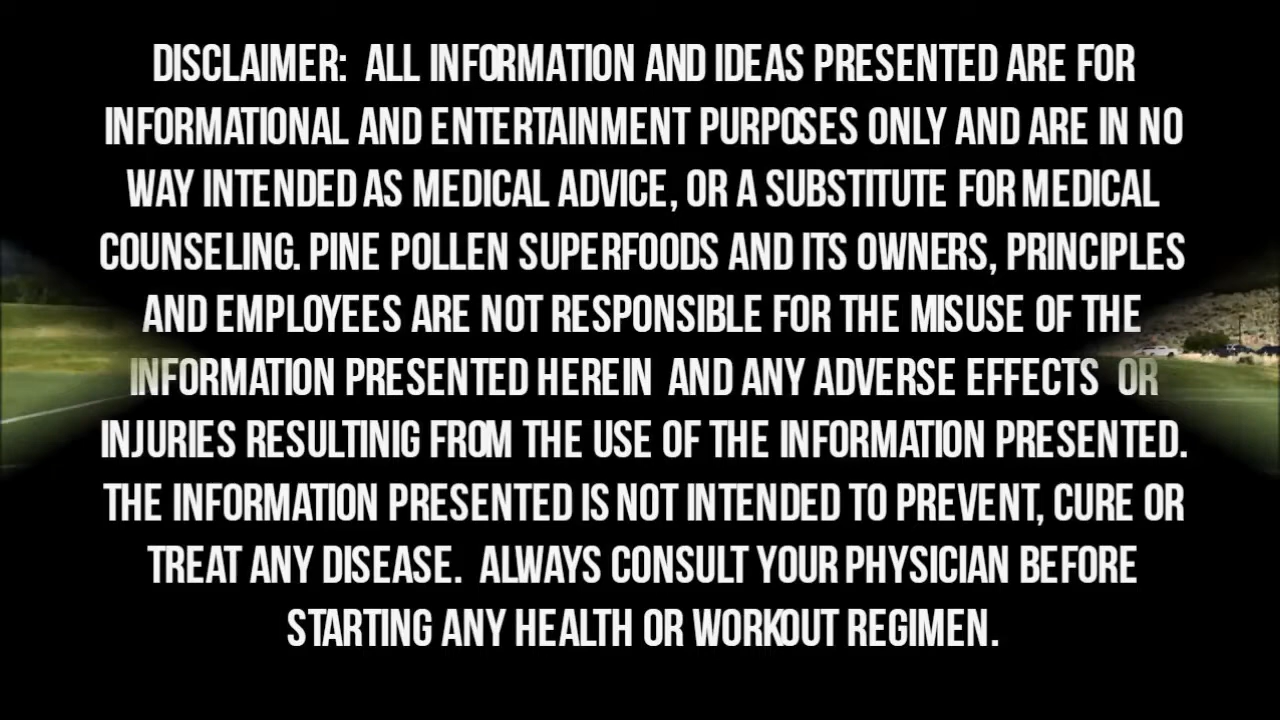 DISCLAIMER: ALL INFORMATION AND IDEAS PRESENTED ARE FOR
INFORMATIONAL AND ENTERTAINMENT PURPOSES ONLY AND ARE IN NO
WAY INTENDED AS MEDICAL ADVICE, OR A SUBSTITUTE FOR MEDICAL
COUNSELING. PINE POLLEN SUPERFOODS AND ITS OWNERS, PRINCIPLES
AND EMPLOYEES ARE NOT RESPONSIBLE FOR THE MISUSE OF THE
INFORMATION PRESENTED HEREIN AND ANY ADVERSE EFFECTS OR
INJURIES RESULTINIG FROM THE USE OF THE INFORMATION PRESENTED.
THE INFORMATION PRESENTED IS NOT INTENDED TO PREVENT, CURE OR
TREAT ANY DISEASE. ALWAYS CONSULT YOUR PHYSICIAN BEFORE
STARTING ANY HEALTH OR WORKOUT REGIMEN.